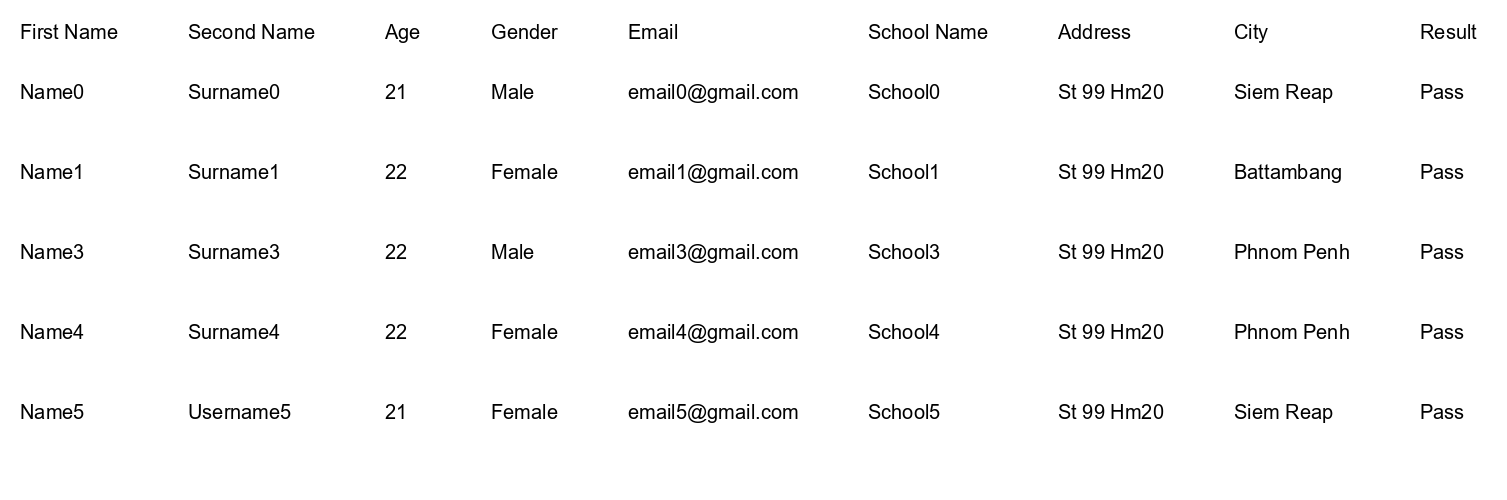 First Name Second Name Age Gender Email School Name Address City Result
Name0 Surname0 21 Male email0@gmail.com School0 St 99 Hm20 Siem Reap Pass
Name1 Surname1 22 Female email1@gmail.com School1 St 99 Hm20 Battambang Pass
Name3 Surname3 22 Male email3@gmail.com School3 St 99 Hm20 Phnom Penh Pass
Name4 Surname4 22 Female email4@gmail.com School4 St 99 Hm20 Phnom Penh Pass
Name5 Username5 21 Female email5@gmail.com School5 St 99 Hm20 Siem Reap Pass